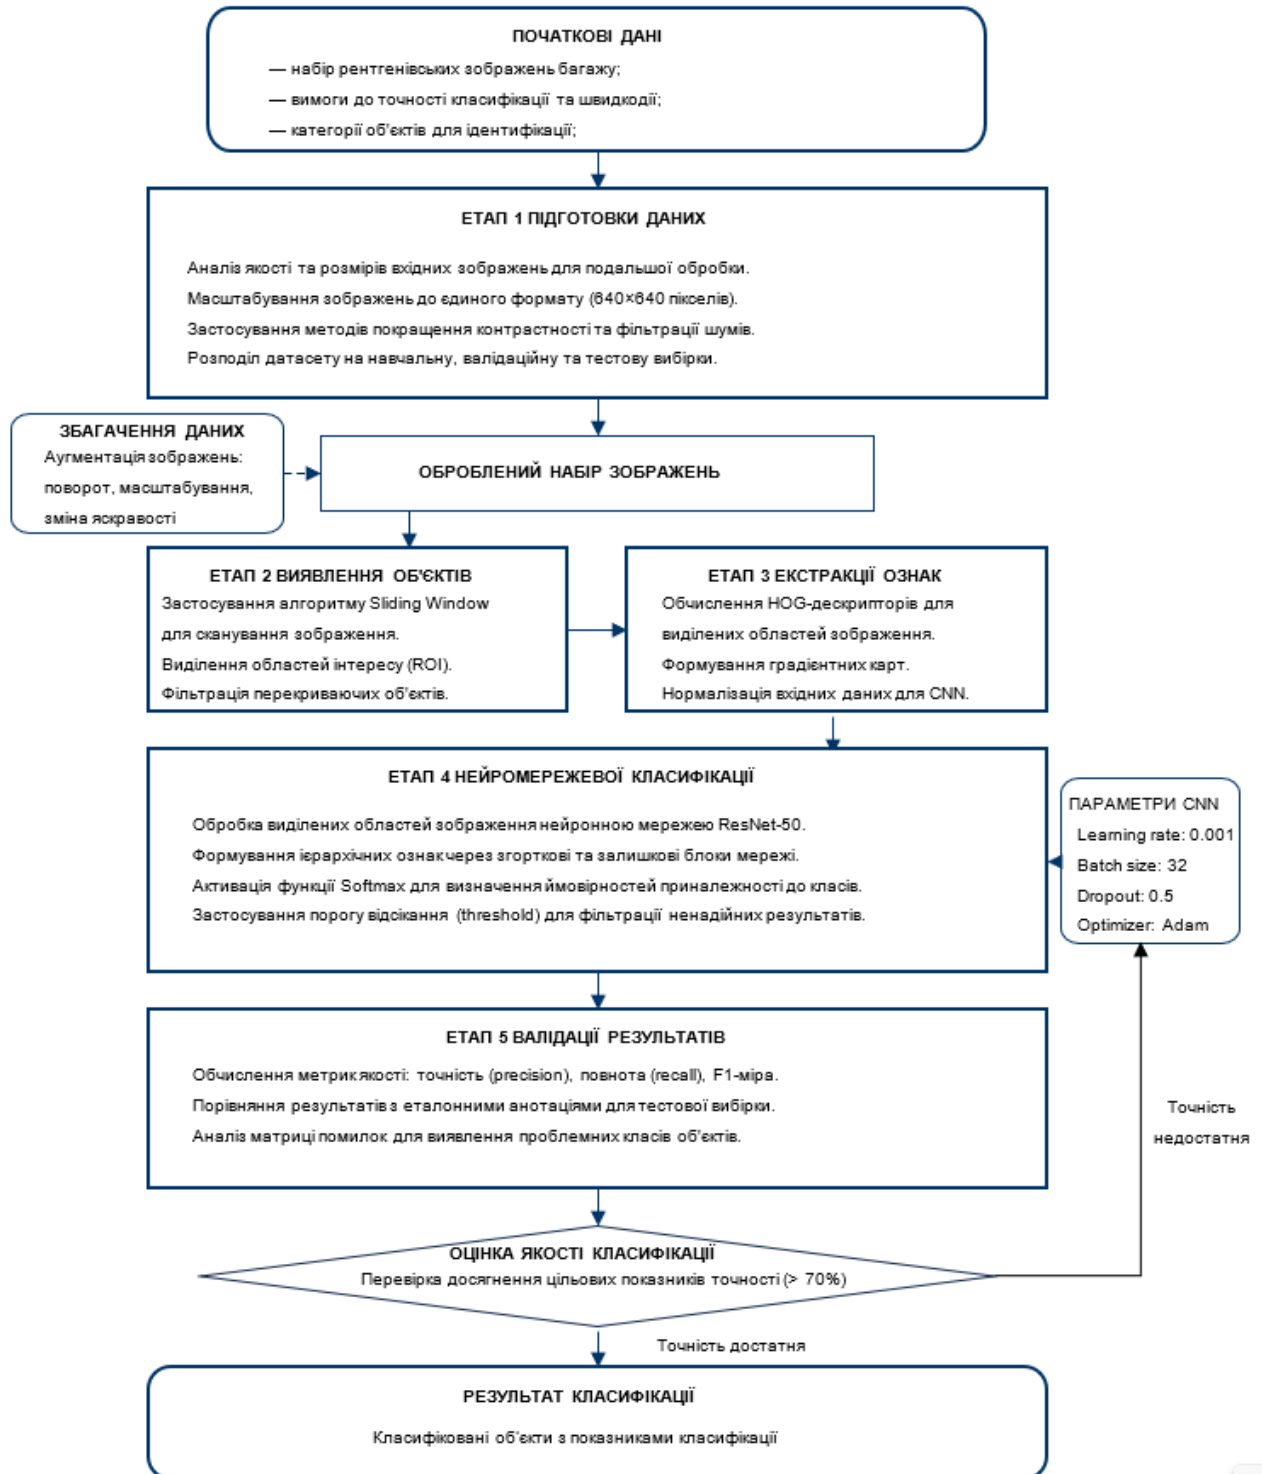 ПОЧАТКОВІ ДАНІ
— набір рентгенівських зображень багажу;
— вимоги до точності класифікації та швидкодії;
— категорії об'єктів для ідентифікації;
ЕТАП 1 ПІДГОТОВКИ ДАНИХ
Аналіз якості та розмірів вхідних зображень для подальшої обробки.
Масштабування зображень до єдиного формату (640×640 пікселів).
Застосування методів покращення контрастності та фільтрації шумів.
Розподіл датасету на навчальну, валідаційну та тестову вибірки.
ЗБАГАЧЕННЯ ДАНИХ
Аугментація зображень:
поворот, масштабування,
зміна яскравості
ОБРОБЛЕНИЙ НАБІР ЗОБРАЖЕНЬ
ЕТАП 2 ВИЯВЛЕННЯ ОБ'ЄКТІВ
Застосування алгоритму Sliding Window
для сканування зображення.
Виділення областей інтересу (ROI).
Фільтрація перекриваючих об'єктів.
ЕТАП 3 ЕКСТРАКЦІЇ ОЗНАК
Обчислення HOG-дескрипторів для
виділених областей зображення.
Формування градієнтних карт.
Нормалізація вхідних даних для CNN.
ЕТАП 4 НЕЙРОМЕРЕЖЕВОЇ КЛАСИФІКАЦІЇ
Обробка виділених областей зображення нейронною мережею ResNet-50.
Формування ієрархічних ознак через згорткові та залишкові блоки мережі.
Активація функції Softmax для визначення ймовірностей приналежності до класів.
Застосування порогу відсікання (threshold) для фільтрації ненадійних результатів.
ПАРАМЕТРИ CNN
Learning rate: 0.001
Batch size: 32
Dropout: 0.5
Optimizer: Adam
ЕТАП 5 ВАЛІДАЦІЇ РЕЗУЛЬТАТІВ
Обчислення метрик якості: точність (precision), повнота (recall), F1-міра.
Порівняння результатів з еталонними анотаціями для тестової вибірки.
Аналіз матриці помилок для виявлення проблемних класів об'єктів.
Точність
недостатня
ОЦІНКА ЯКОСТІ КЛАСИФІКАЦІЇ
Перевірка досягнення цільових показників точності (> 70%)
Точність достатня
РЕЗУЛЬТАТ КЛАСИФІКАЦІЇ
Класифіковані об'єкти з показниками класифікації